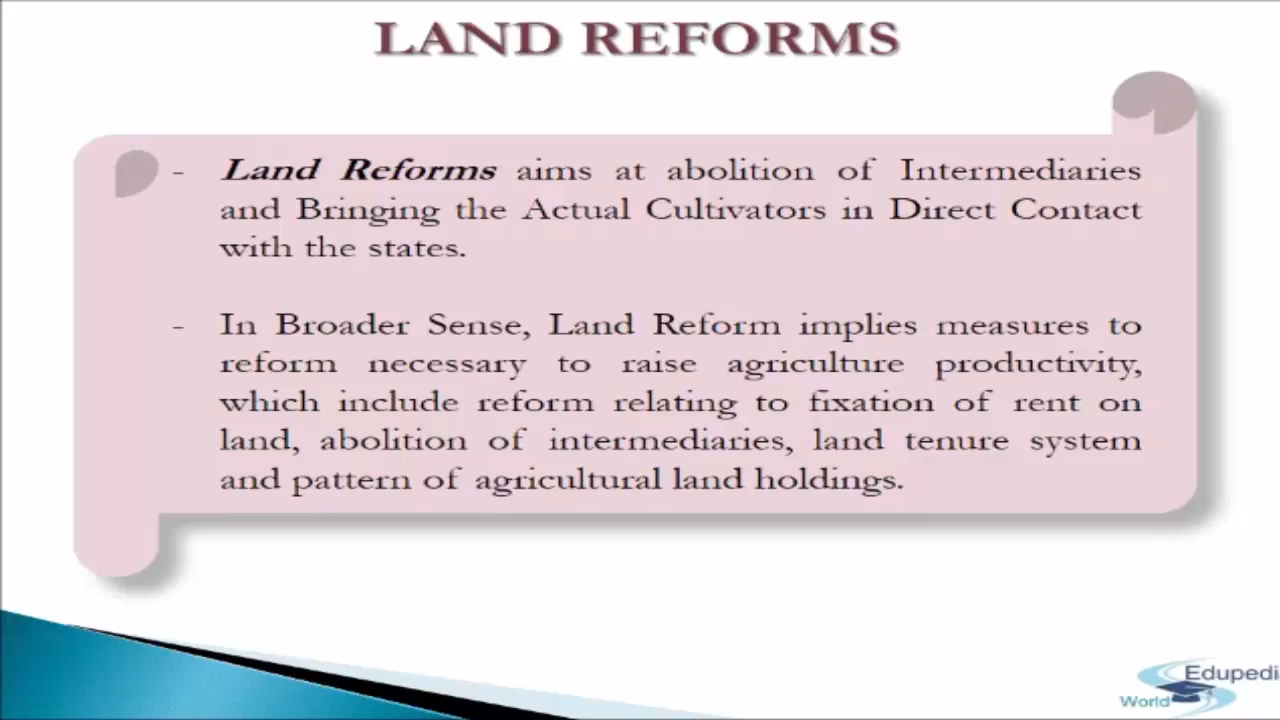 LAND REFORMS
- Land Reforms aims at abolition of Intermediaries
and Bringing the Actual Cultivators in Direct Contact
with the states.
- In Broader Sense, Land Reform implies measures to
reform necessary to raise agriculture productivity,
which include reform relating to fixation of rent on
land, abolition of intermediaries, land tenure system
and pattern of agricultural land holdings.
Edupedi
World